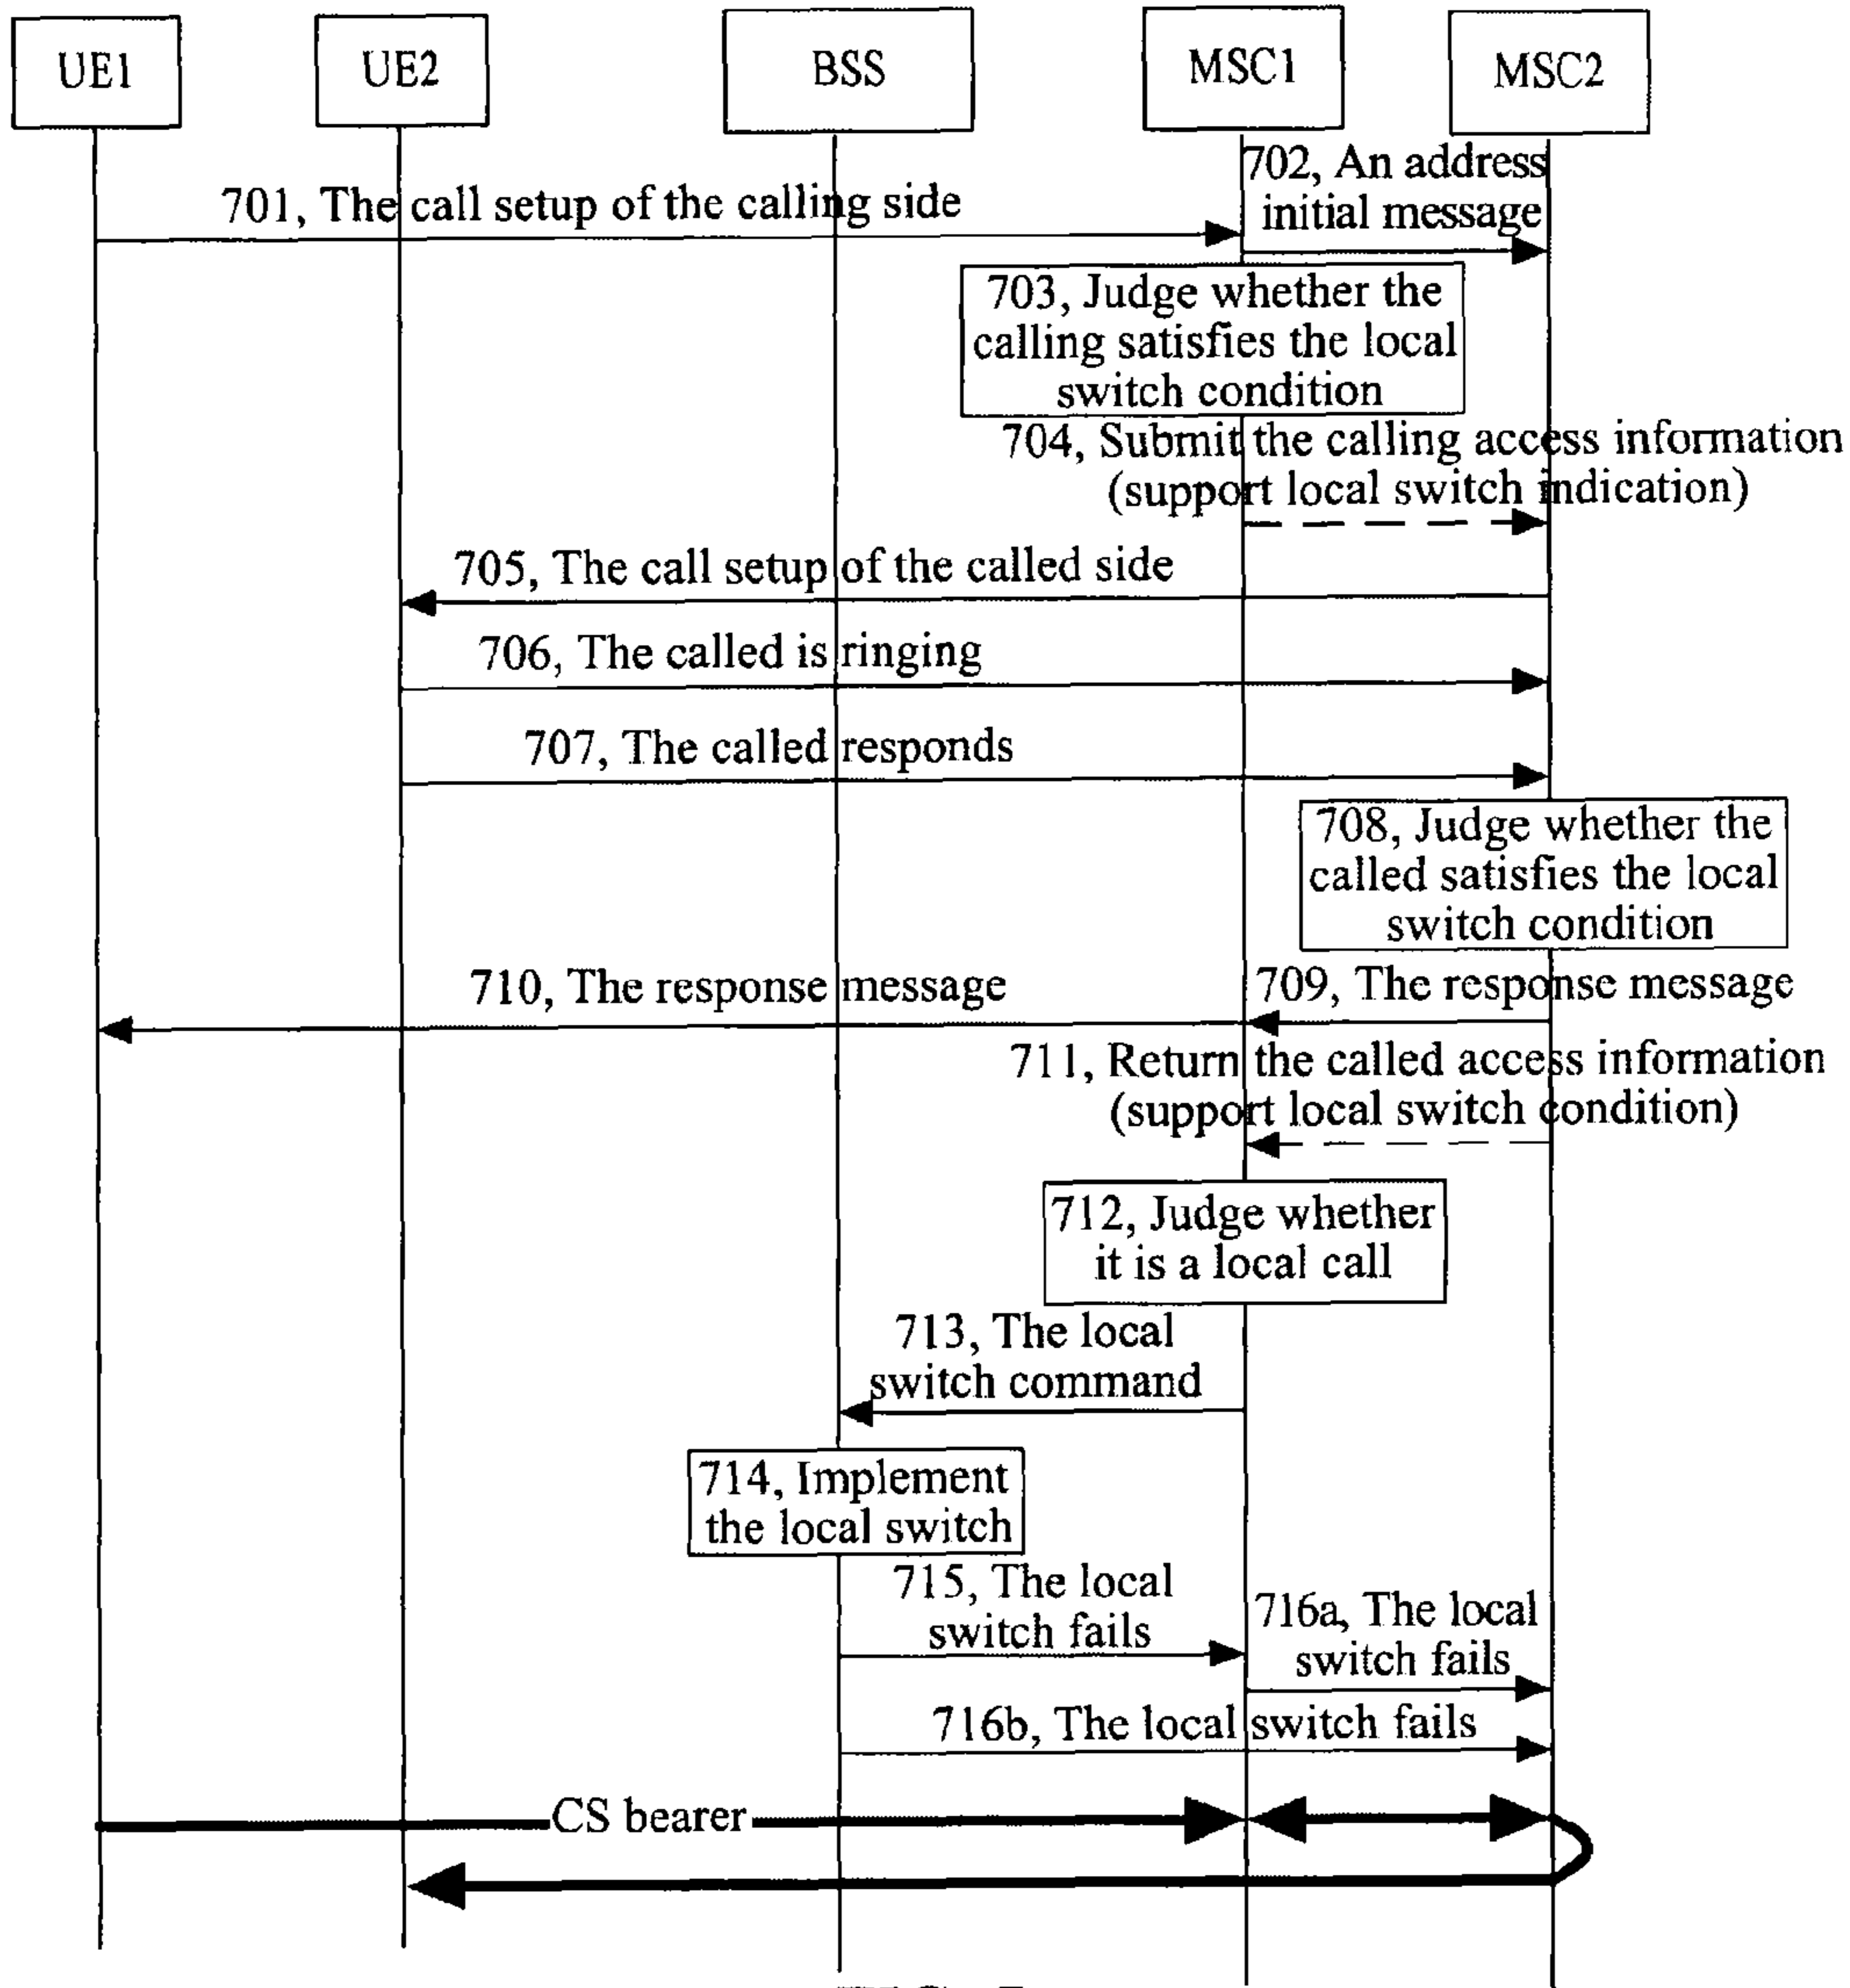 UE1
UE2
BSS
MSC1
MSC2
702, An address
initial message
701, The call setup of the calling side
703, Judge whether the
calling satisfies the local
switch condition
704, Submit the calling access information
(support local switch indication)
705, The call setup of the called side
706, The called is ringing
707, The called responds
708, Judge whether the
called satisfies the local
switch condition
710, The response message
709, The response message
711, Return the called access information
(support local switch condition)
712, Judge whether
it is a local call
713, The local
switch command
714, Implement
the local switch
715, The local
switch fails
716a, The local
switch fails
716b, The local switch fails
CS bearer